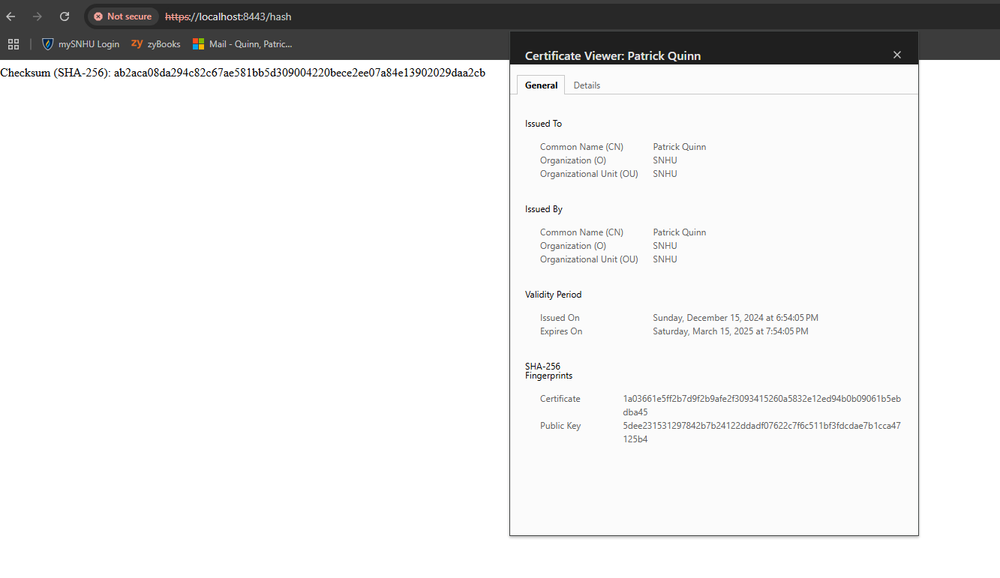 Not secure https://localhost:8443/hash
mySNHU Login zy zyBooks Mail - Quinn, Patric...
Checksum (SHA-256): ab2aca08da294c82c67ae581bb5d309004220bece2ee07a84e13902029daa2cb
Certificate Viewer: Patrick Quinn
General Details
Issued To
Common Name (CN) Patrick Quinn
Organization (O) SNHU
Organizational Unit (OU) SNHU
Issued By
Common Name (CN) Patrick Quinn
Organization (O) SNHU
Organizational Unit (OU) SNHU
Validity Period
Issued On Sunday, December 15, 2024 at 6:54:05 PM
Expires On Saturday, March 15, 2025 at 7:54:05 PM
SHA-256
Fingerprints
Certificate 1a03661e5ff2b7d9f2b9afe2f3093415260a5832e12ed94b0b09061b5eb
dba45
Public Key 5dee231531297842b7b24122ddadf07622c7f6c511bf3fdcdae7b1cca47
125b4